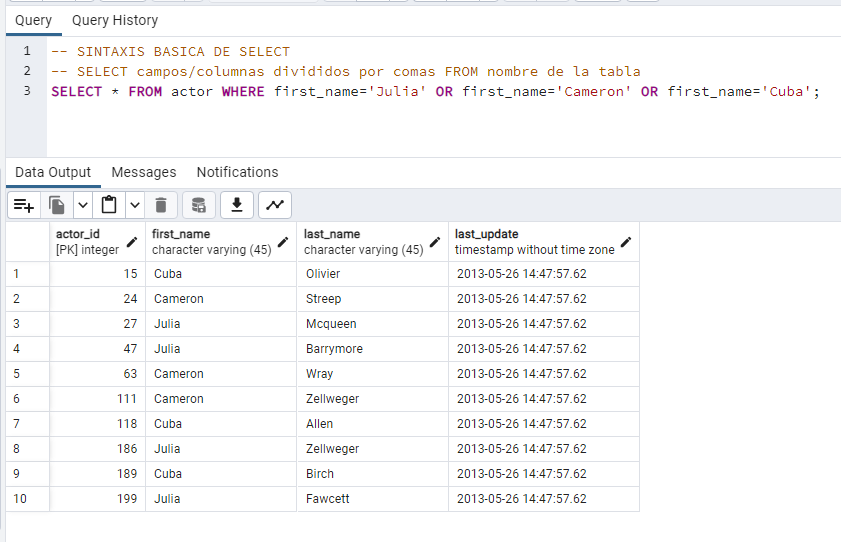 Query Query History
1 -- SINTAXIS BASICA DE SELECT
2 -- SELECT campos/columnas divididos por comas FROM nombre de la tabla
3 SELECT * FROM actor WHERE first_name='Julia' OR first_name='Cameron' OR first_name='Cuba';
Data Output Messages Notifications
actor_id first_name last_name last_update
[PK] integer character varying (45) character varying (45) timestamp without time zone
1 15 Cuba Olivier 2013-05-26 14:47:57.62
2 24 Cameron Streep 2013-05-26 14:47:57.62
3 27 Julia Mcqueen 2013-05-26 14:47:57.62
4 47 Julia Barrymore 2013-05-26 14:47:57.62
5 63 Cameron Wray 2013-05-26 14:47:57.62
6 111 Cameron Zellweger 2013-05-26 14:47:57.62
7 118 Cuba Allen 2013-05-26 14:47:57.62
8 186 Julia Zellweger 2013-05-26 14:47:57.62
9 189 Cuba Birch 2013-05-26 14:47:57.62
10 199 Julia Fawcett 2013-05-26 14:47:57.62